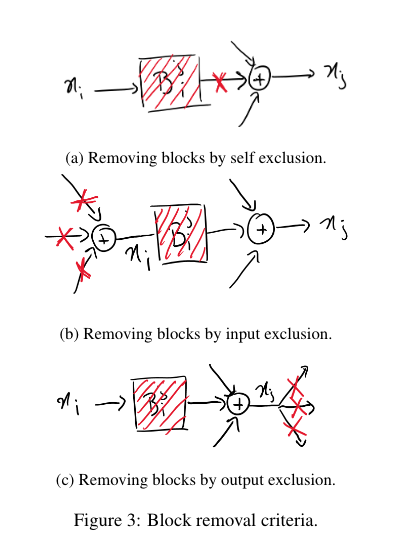 x_i B_i^j + x_j
(a) Removing blocks by self exclusion.
+ x_i B_i^j + x_j
(b) Removing blocks by input exclusion.
x_i B_i^j + x_j
(c) Removing blocks by output exclusion.
Figure 3: Block removal criteria.